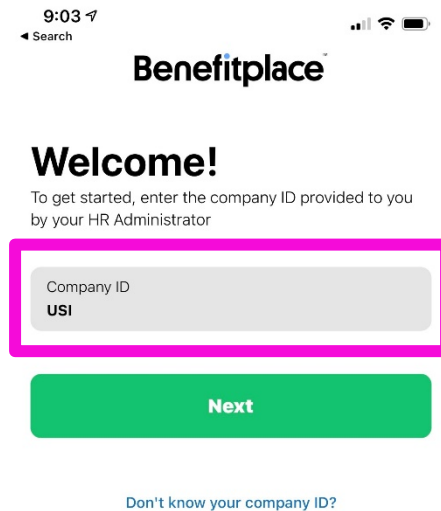 9:03
◀ Search
Benefitplace™
Welcome!
To get started, enter the company ID provided to you
by your HR Administrator
Company ID
USI
Next
Don't know your company ID?